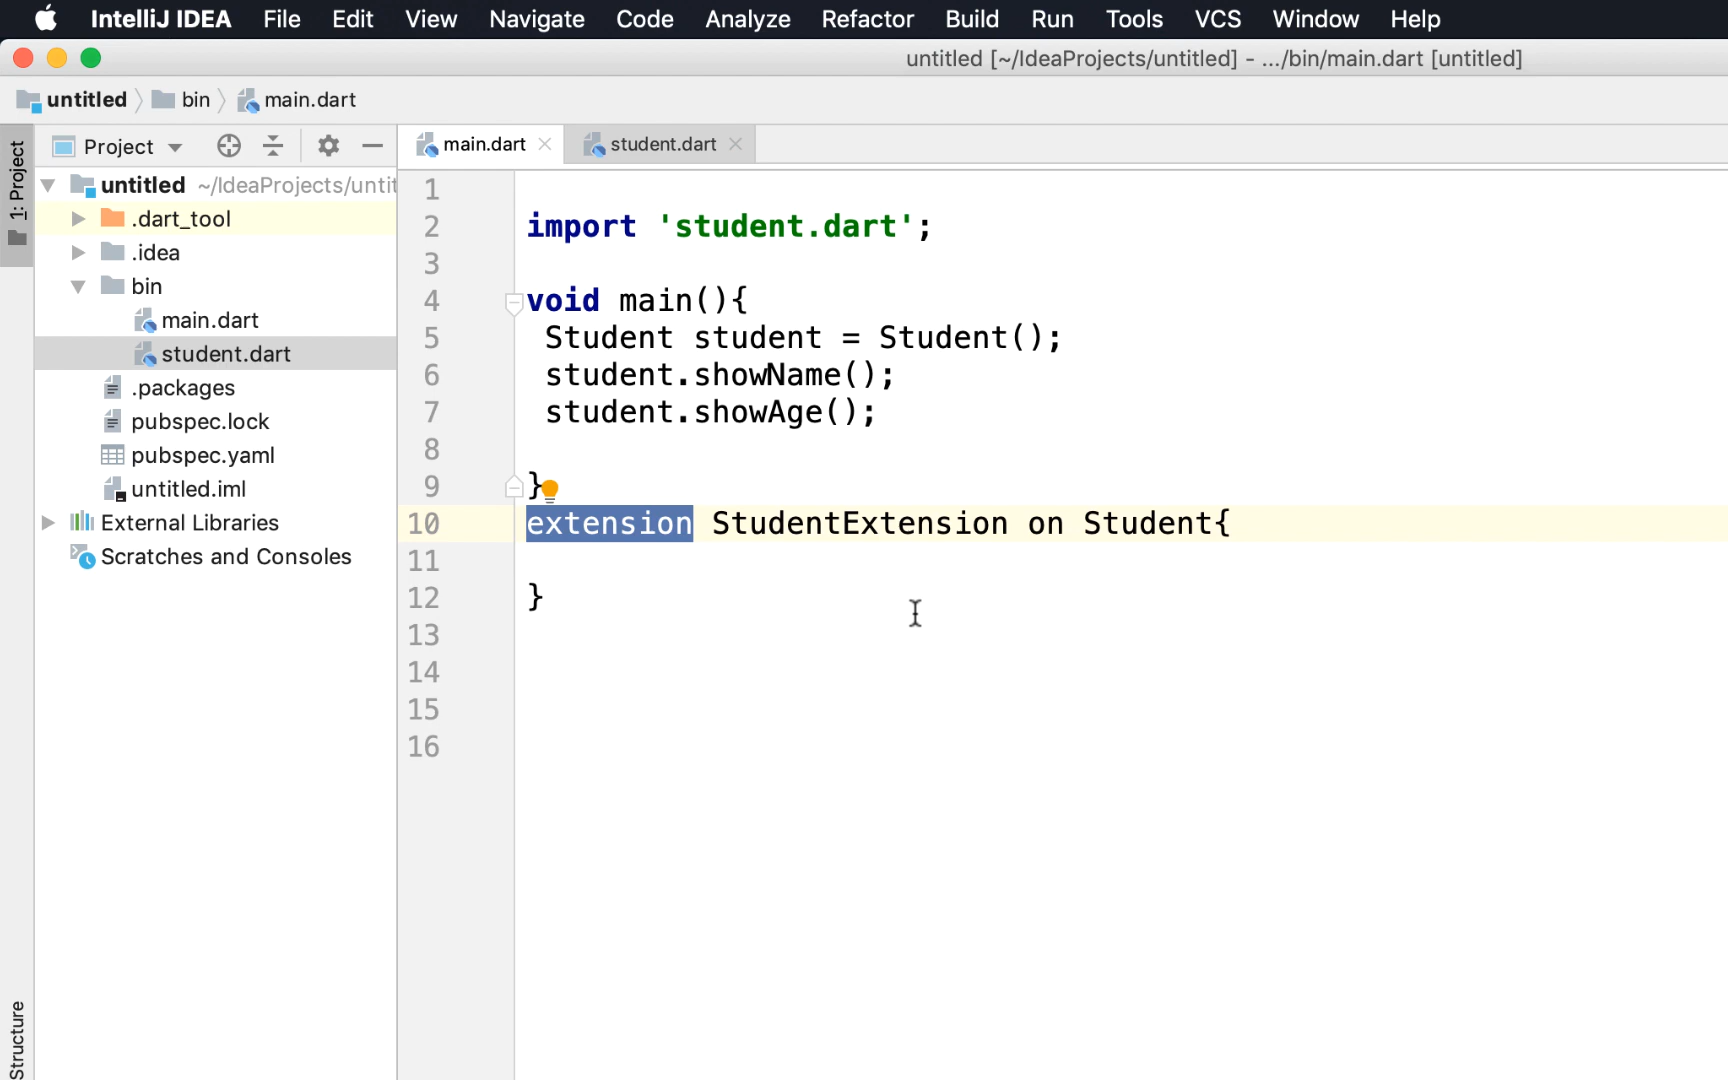 IntelliJ IDEA File Edit View Navigate Code Analyze Refactor Build Run Tools VCS Window Help
untitled [~/IdeaProjects/untitled] - .../bin/main.dart [untitled]
untitled bin main.dart
1: Project
Project
main.dart student.dart
untitled ~/IdeaProjects/untit
.dart_tool
.idea
bin
main.dart
student.dart
.packages
pubspec.lock
pubspec.yaml
untitled.iml
External Libraries
Scratches and Consoles
Structure
1
2 import 'student.dart';
3
4 void main(){
5 Student student = Student();
6 student.showName();
7 student.showAge();
8
9 }
10 extension StudentExtension on Student{
11
12 }
13
14
15
16